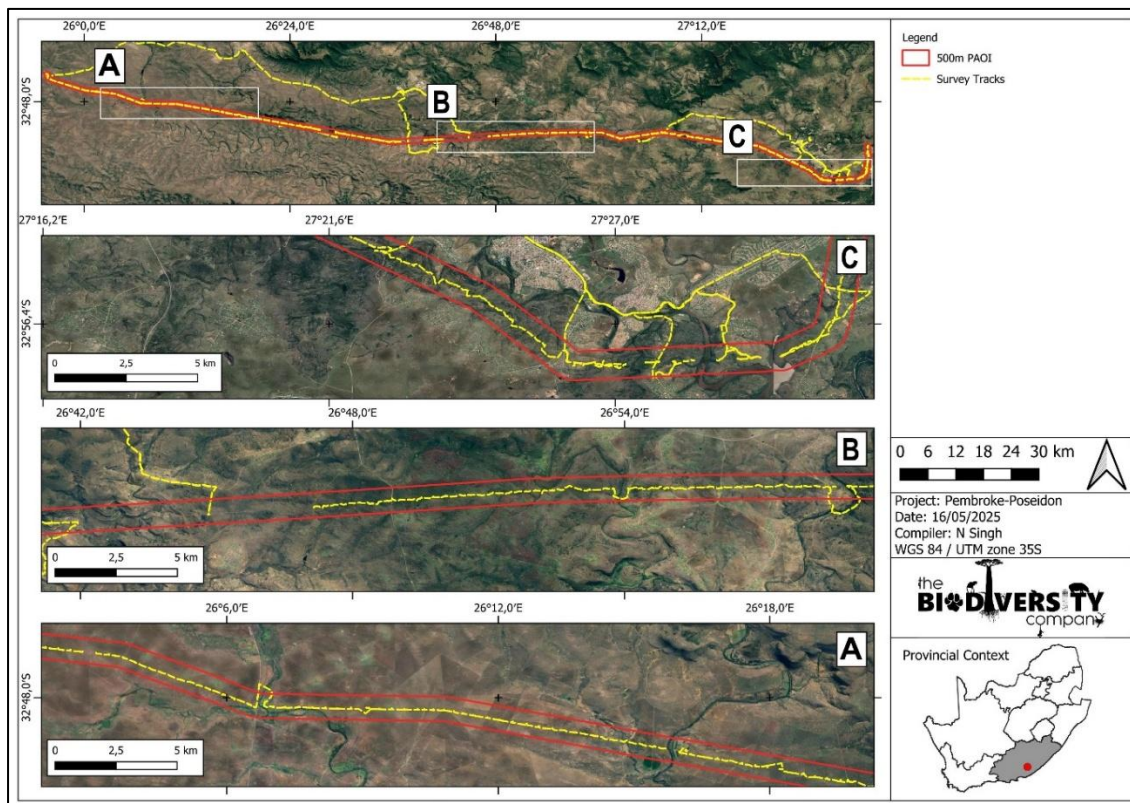 26°0,0'E 26°24,0'E 26°48,0'E 27°12,0'E
32°48,0'S
A
B
C
27°16,2'E 27°21,6'E 27°27,0'E
32°56,4'S
C
0 2,5 5 km
26°42,0'E 26°48,0'E 26°54,0'E
B
0 2,5 5 km
26°6,0'E 26°12,0'E 26°18,0'E
32°48,0'S
A
0 2,5 5 km
Legend
500m PAOI
Survey Tracks
0 6 12 18 24 30 km
Project: Pembroke-Poseidon
Date: 16/05/2025
Compiler: N Singh
WGS 84 / UTM zone 35S
the
BIODIVERSITY
company
Provincial Context